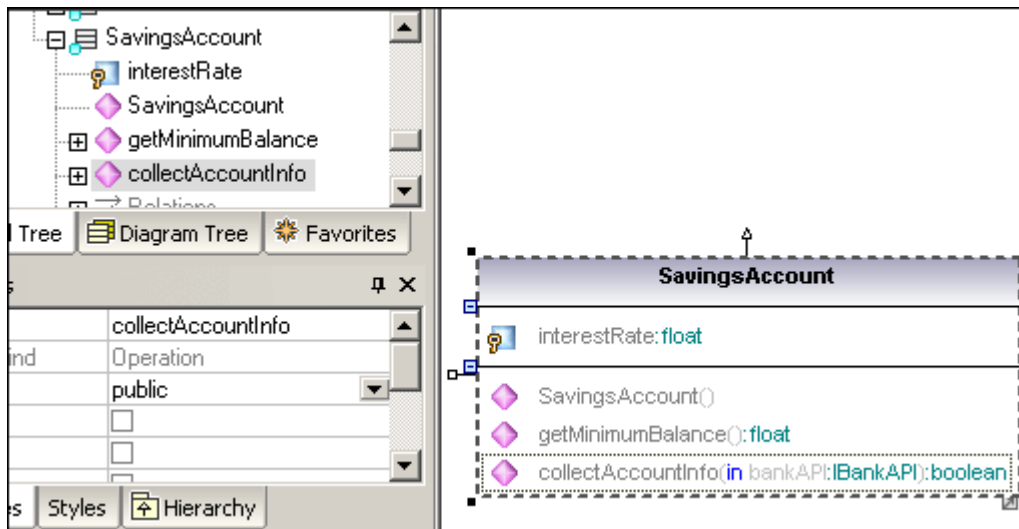 SavingsAccount
interestRate
SavingsAccount
getMinimumBalance
collectAccountInfo
Relations
Tree
Diagram Tree
Favorites
collectAccountInfo
Operation
public
Styles
Hierarchy
SavingsAccount
interestRate:float
SavingsAccount()
getMinimumBalance():float
collectAccountInfo(in bankAPI:IBankAPI):boolean